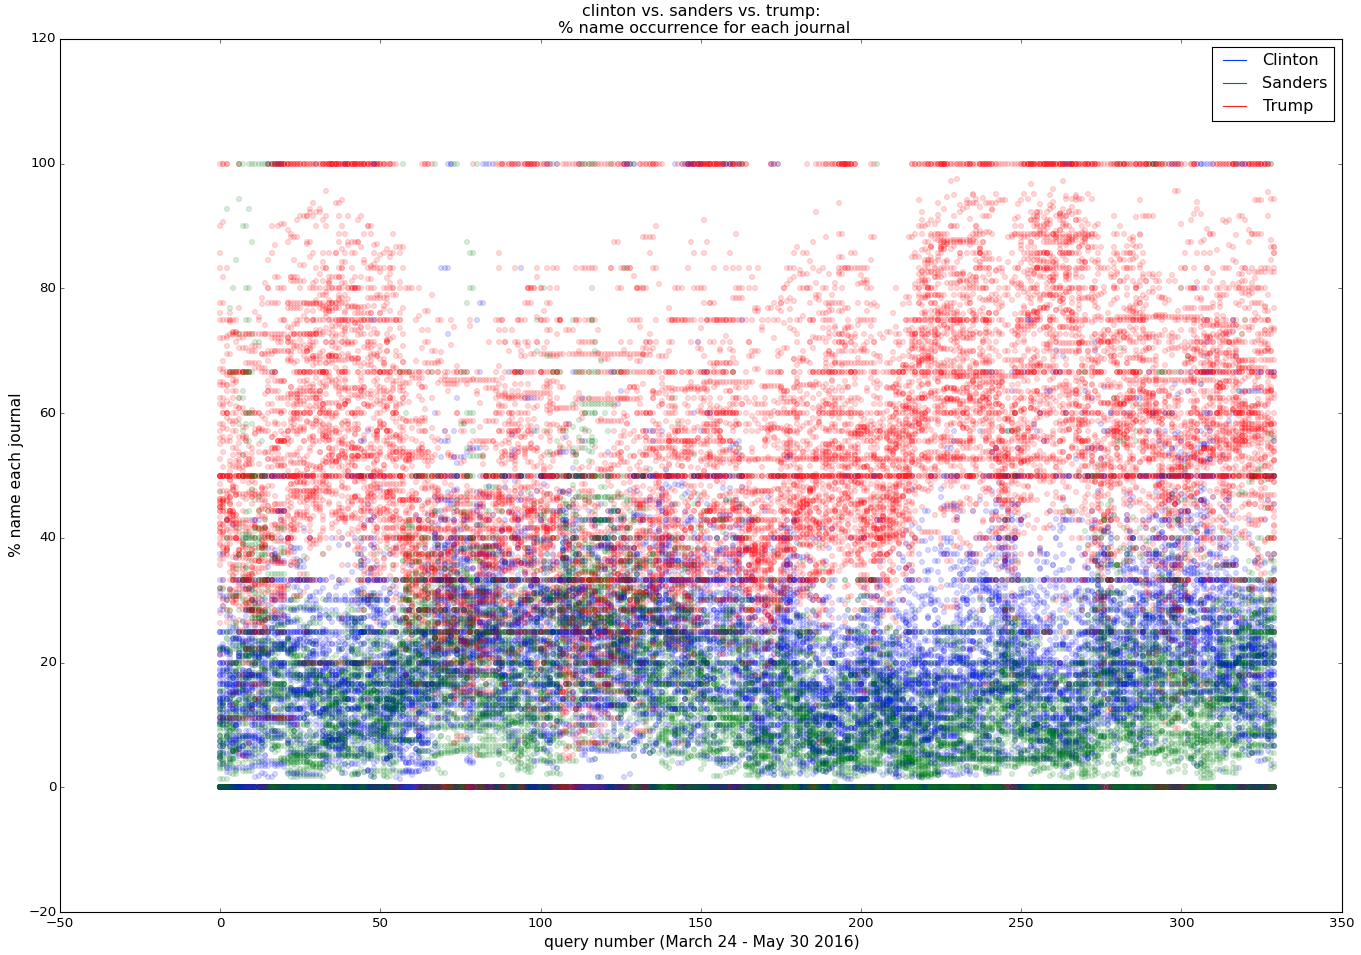 clinton vs. sanders vs. trump:
% name occurrence for each journal
120
100
80
60
40
20
0
−20
% name each journal
Clinton
Sanders
Trump
−50
0
50
100
150
200
250
300
350
query number (March 24 - May 30 2016)